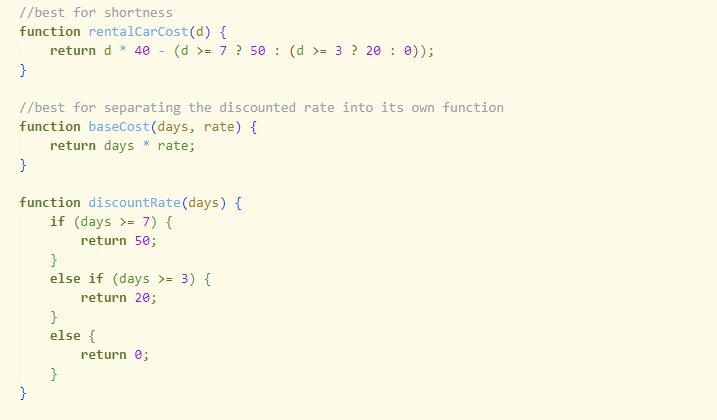 //best for shortness
function rentalCarCost(d) {
    return d * 40 - (d >= 7 ? 50 : (d >= 3 ? 20 : 0));
}

//best for separating the discounted rate into its own function
function baseCost(days, rate) {
    return days * rate;
}

function discountRate(days) {
    if (days >= 7) {
        return 50;
    }
    else if (days >= 3) {
        return 20;
    }
    else {
        return 0;
    }
}